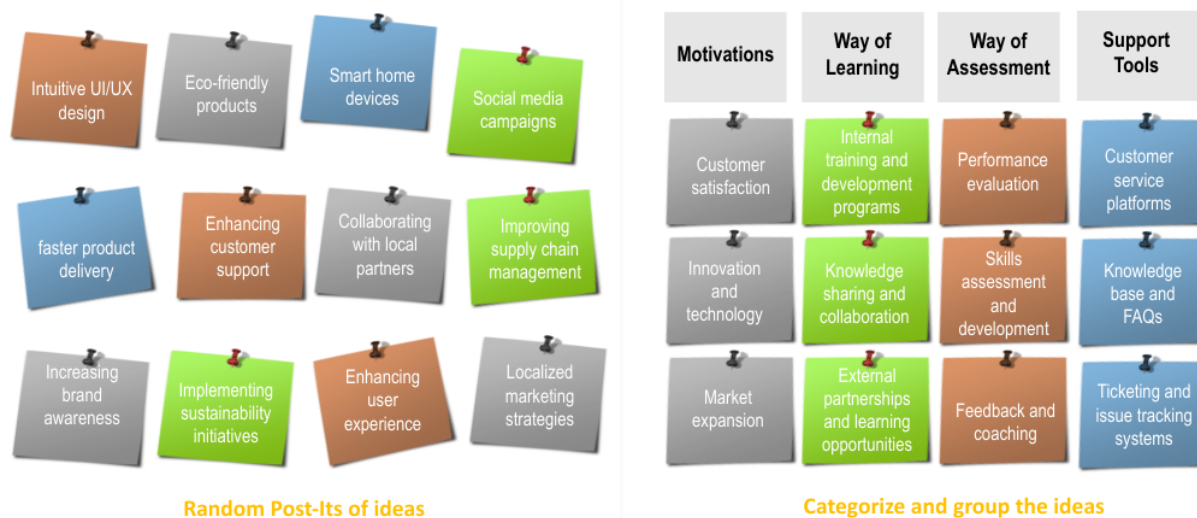 Intuitive UI/UX
design
Eco-friendly
products
Smart home
devices
Social media
campaigns
faster product
delivery
Enhancing
customer
support
Collaborating
with local
partners
Improving
supply chain
management
Increasing
brand
awareness
Implementing
sustainability
initiatives
Enhancing
user
experience
Localized
marketing
strategies
Random Post-Its of ideas
Motivations
Way of
Learning
Way of
Assessment
Support
Tools
Customer
satisfaction
Internal
training and
development
programs
Performance
evaluation
Customer
service
platforms
Innovation
and
technology
Knowledge
sharing and
collaboration
Skills
assessment
and
development
Knowledge
base and
FAQs
Market
expansion
External
partnerships
and learning
opportunities
Feedback and
coaching
Ticketing and
issue tracking
systems
Categorize and group the ideas